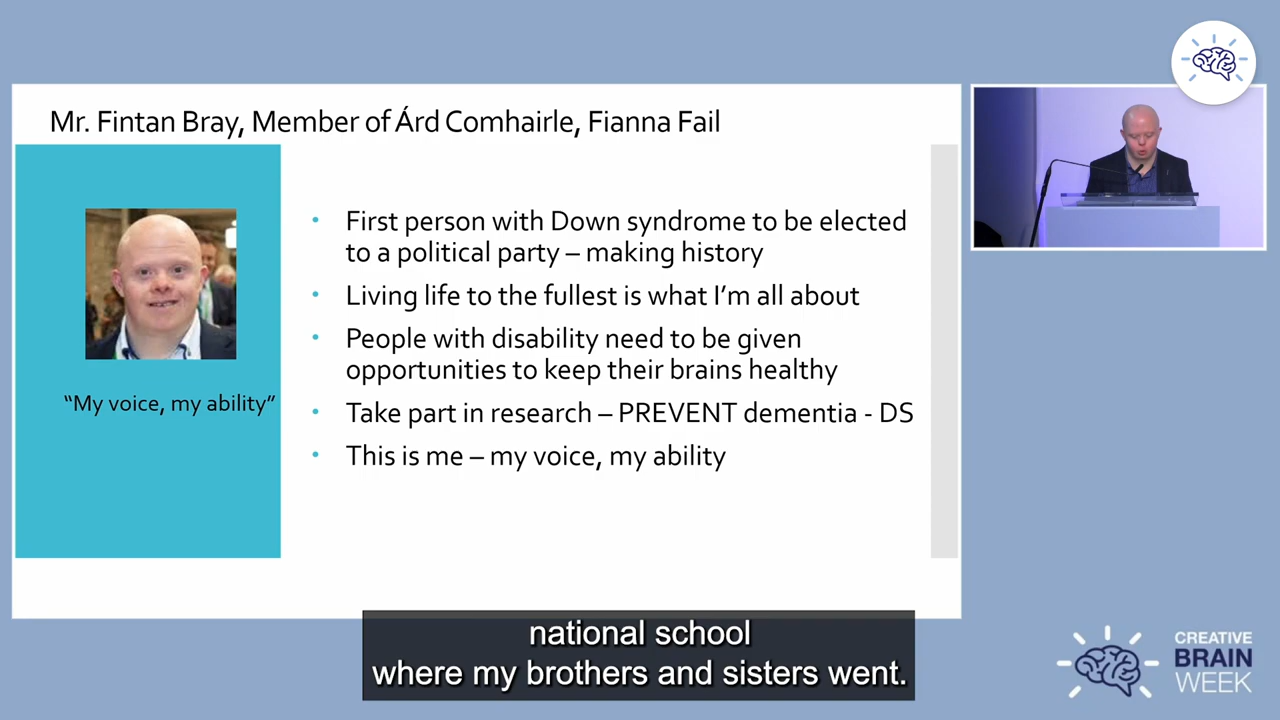 Mr. Fintan Bray, Member of Árd Comhairle, Fianna Fail
"My voice, my ability"
• First person with Down syndrome to be elected
to a political party – making history
• Living life to the fullest is what I'm all about
• People with disability need to be given
opportunities to keep their brains healthy
• Take part in research – PREVENT dementia - DS
• This is me – my voice, my ability
national school
where my brothers and sisters went.
CREATIVE
BRAIN
WEEK